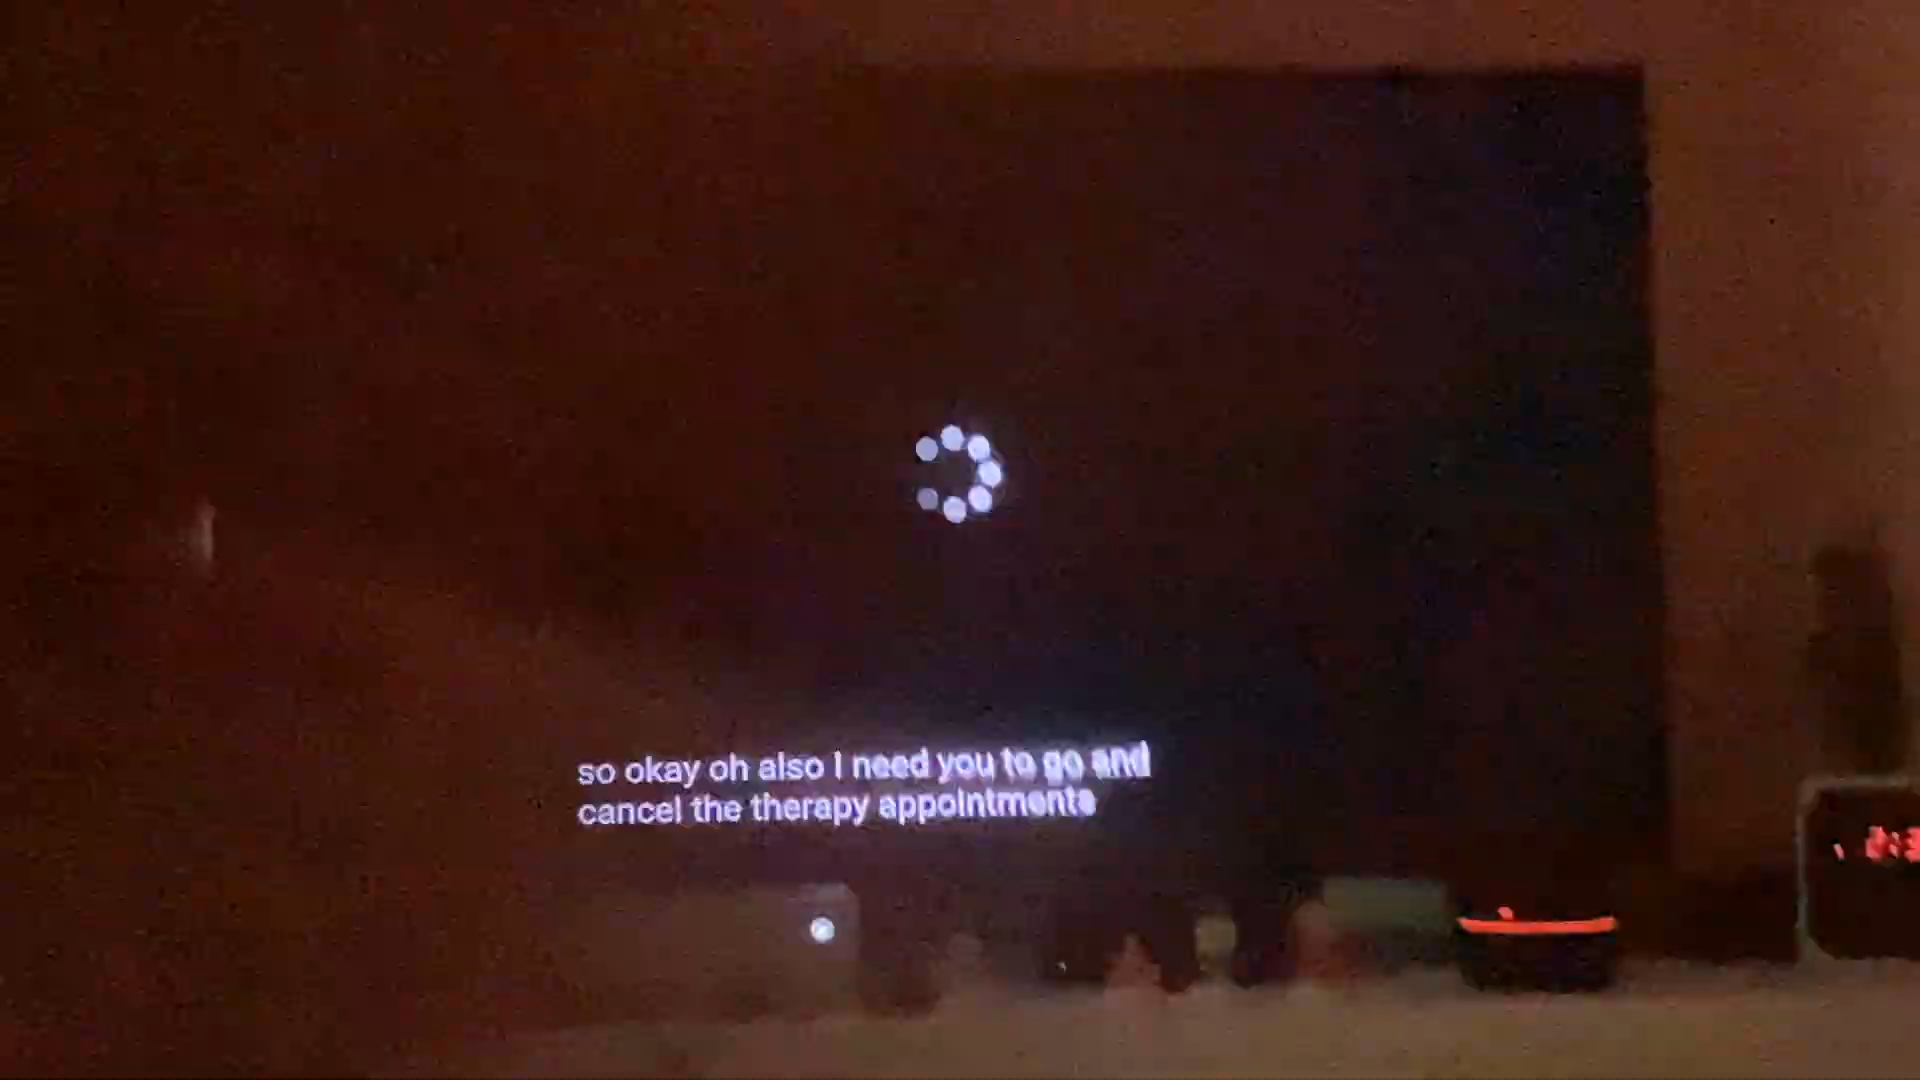 so okay oh also I need you to go and
cancel the therapy appointments